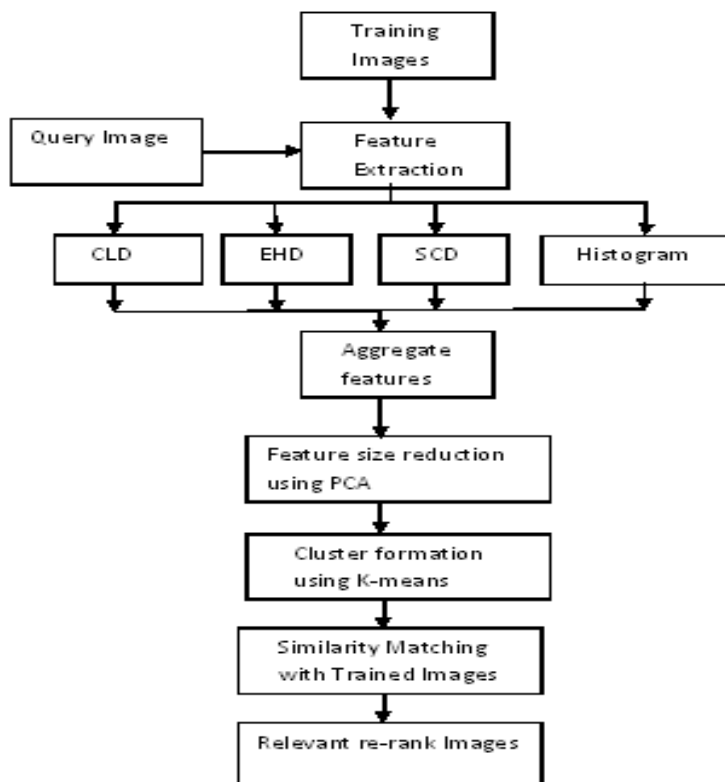 Training
Images
Query Image
Feature
Extraction
CLD
EHD
SCD
Histogram
Aggregate
features
Feature size reduction
using PCA
Cluster formation
using K-means
Similarity Matching
with Trained Images
Relevant re-rank Images